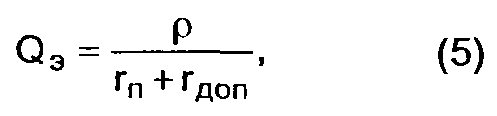 Qэ = ρ / (rп + rдоп), (5)